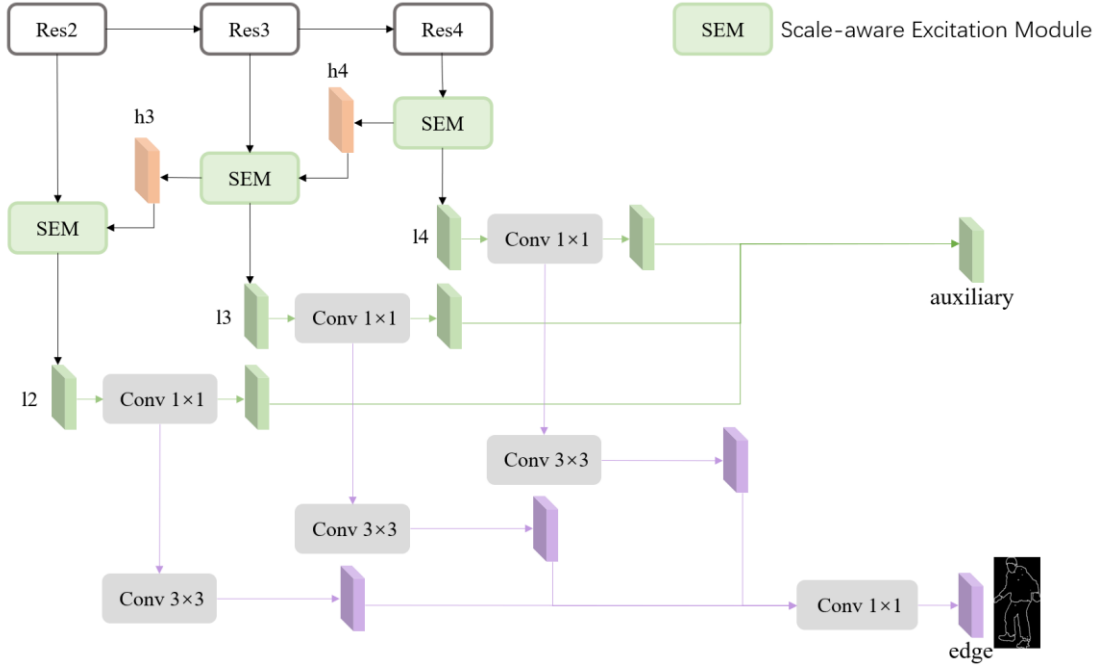 Res2
Res3
Res4
SEM
Scale-aware Excitation Module
h4
h3
SEM
SEM
SEM
l4
Conv 1×1
auxiliary
l3
Conv 1×1
l2
Conv 1×1
Conv 3×3
Conv 3×3
Conv 3×3
Conv 1×1
edge